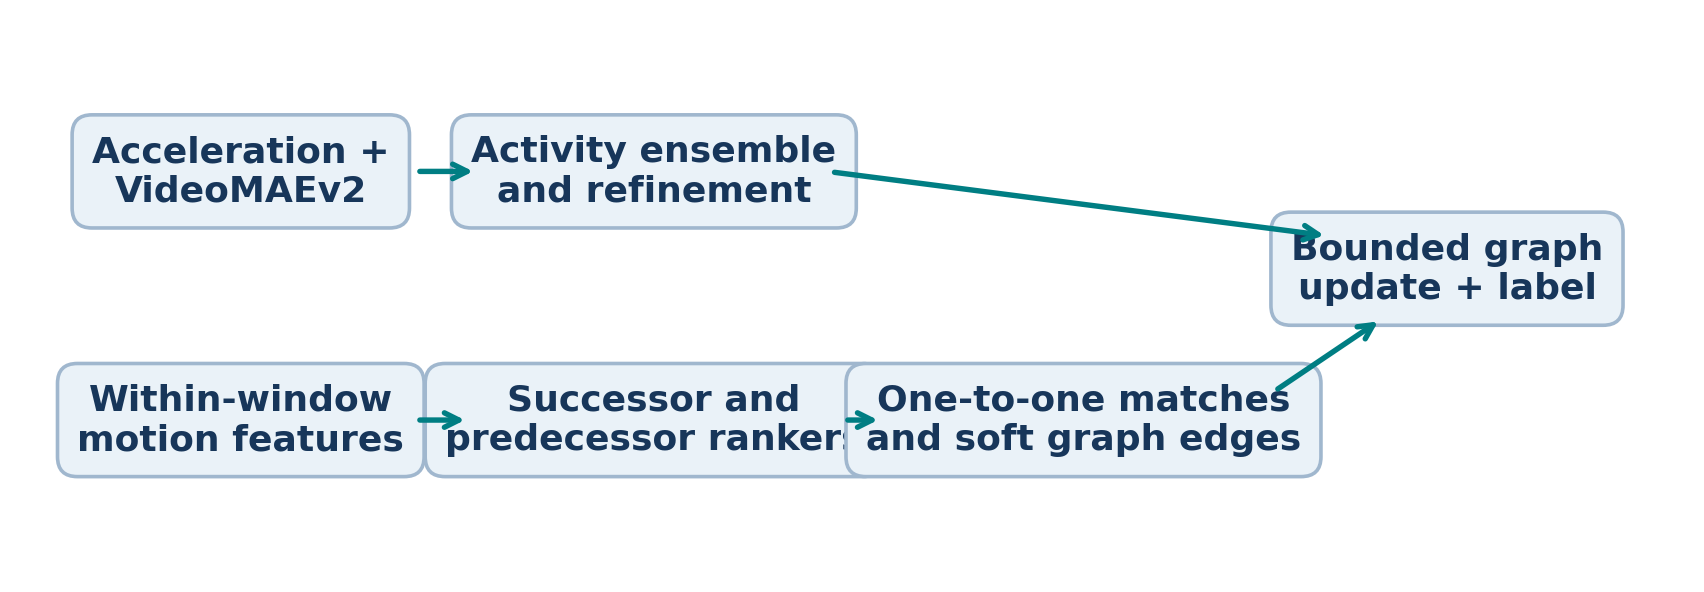 Acceleration +
VideoMAEv2
Activity ensemble
and refinement
Bounded graph
update + label
Within-window
motion features
Successor and
predecessor rankers
One-to-one matches
and soft graph edges